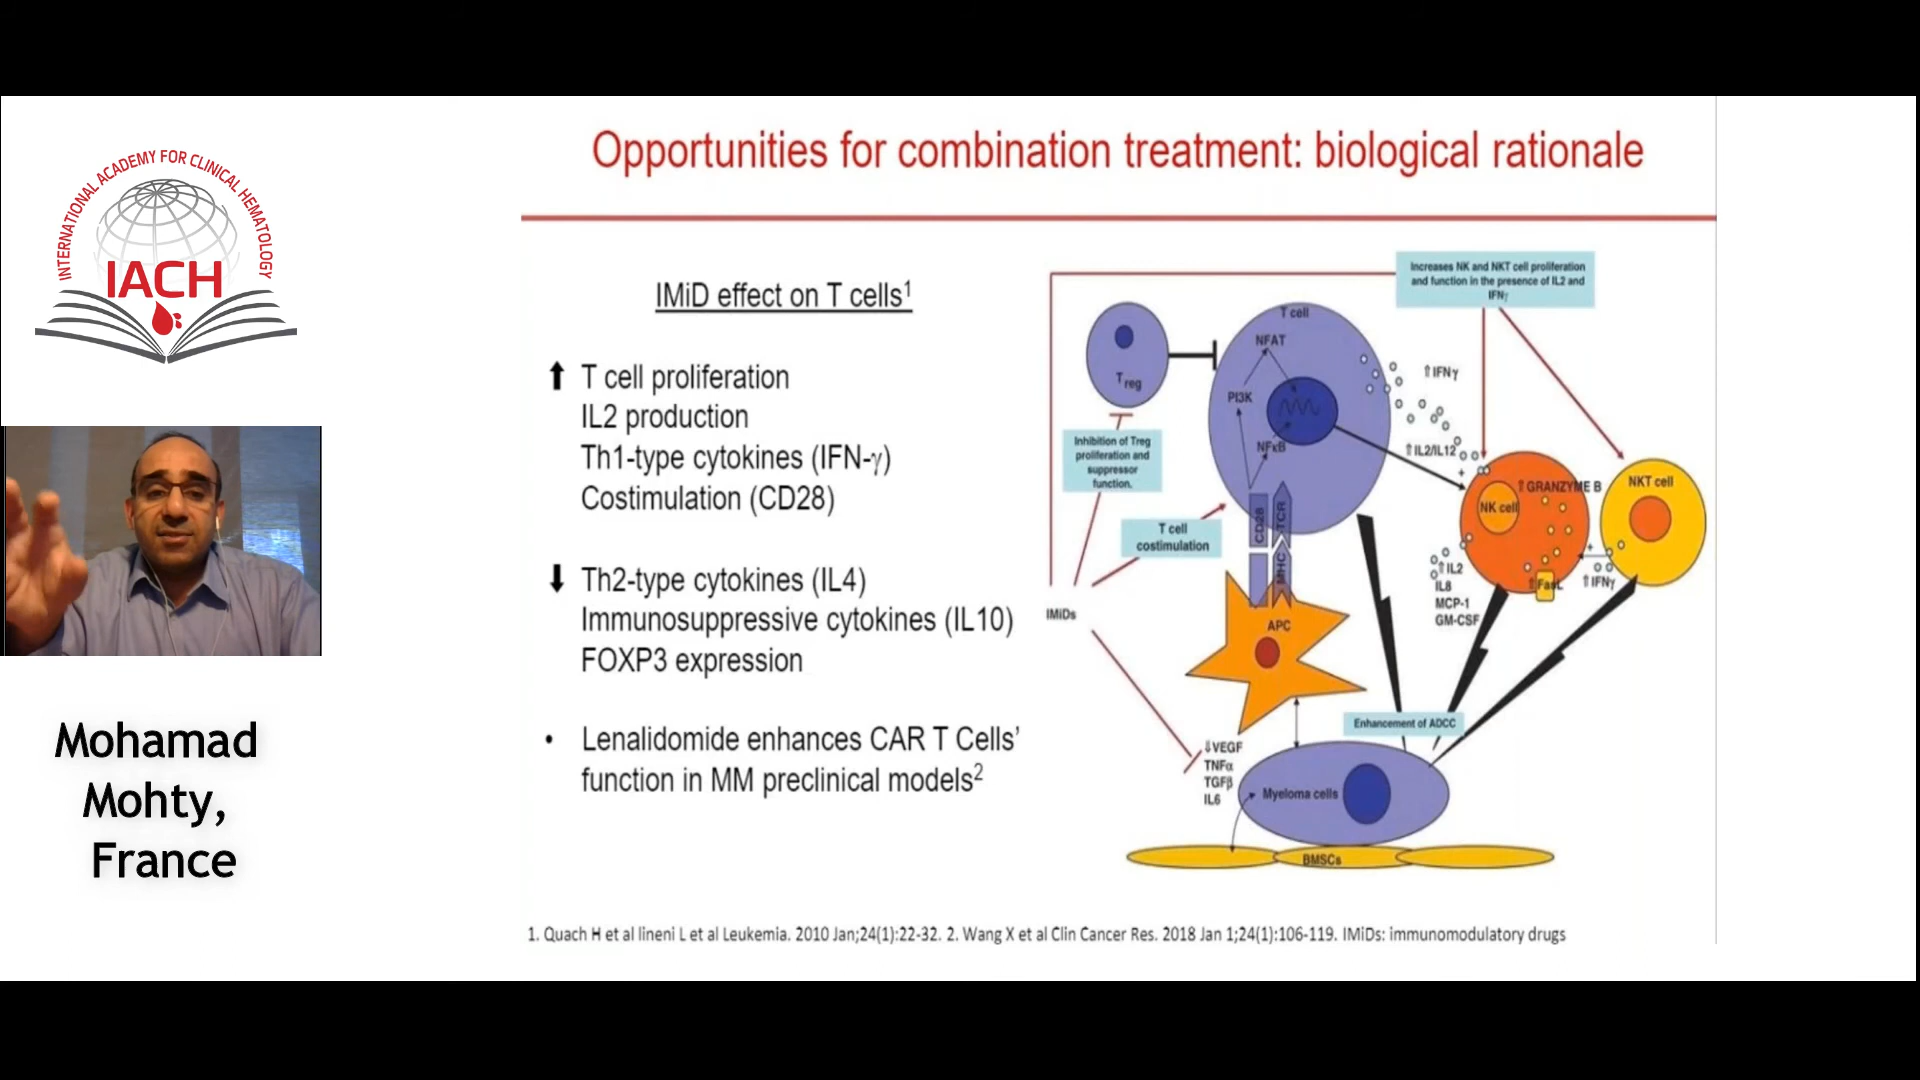 INTERNATIONAL ACADEMY FOR CLINICAL HEMATOLOGY
IACH
Mohamad
Mohty,
France
Opportunities for combination treatment: biological rationale
IMiD effect on T cells1
⬆ T cell proliferation
IL2 production
Th1-type cytokines (IFN-γ)
Costimulation (CD28)
⬇ Th2-type cytokines (IL4)
Immunosuppressive cytokines (IL10)
FOXP3 expression
• Lenalidomide enhances CAR T Cells’
function in MM preclinical models2
Increases NK and NKT cell proliferation
and function in the presence of IL2 and
IFNγ
T cell
NFAT
PI3K
NFκB
Treg
Inhibition of Treg
proliferation and
suppressor
function.
T cell
costimulation
CD28
TCR
MHC
APC
IMiDs
⇑IFNγ
⇑IL2/IL12
+
⇑GRANZYME B
NK cell
NKT cell
⇑FasL
+
⇑IFNγ
⇑IL2
IL8
MCP-1
GM-CSF
Enhancement of ADCC
⇓VEGF
TNFα
TGFβ
IL6
Myeloma cells
BMSCs
1. Quach H et al lineni L et al Leukemia. 2010 Jan;24(1):22-32. 2. Wang X et al Clin Cancer Res. 2018 Jan 1;24(1):106-119. IMiDs: immunomodulatory drugs